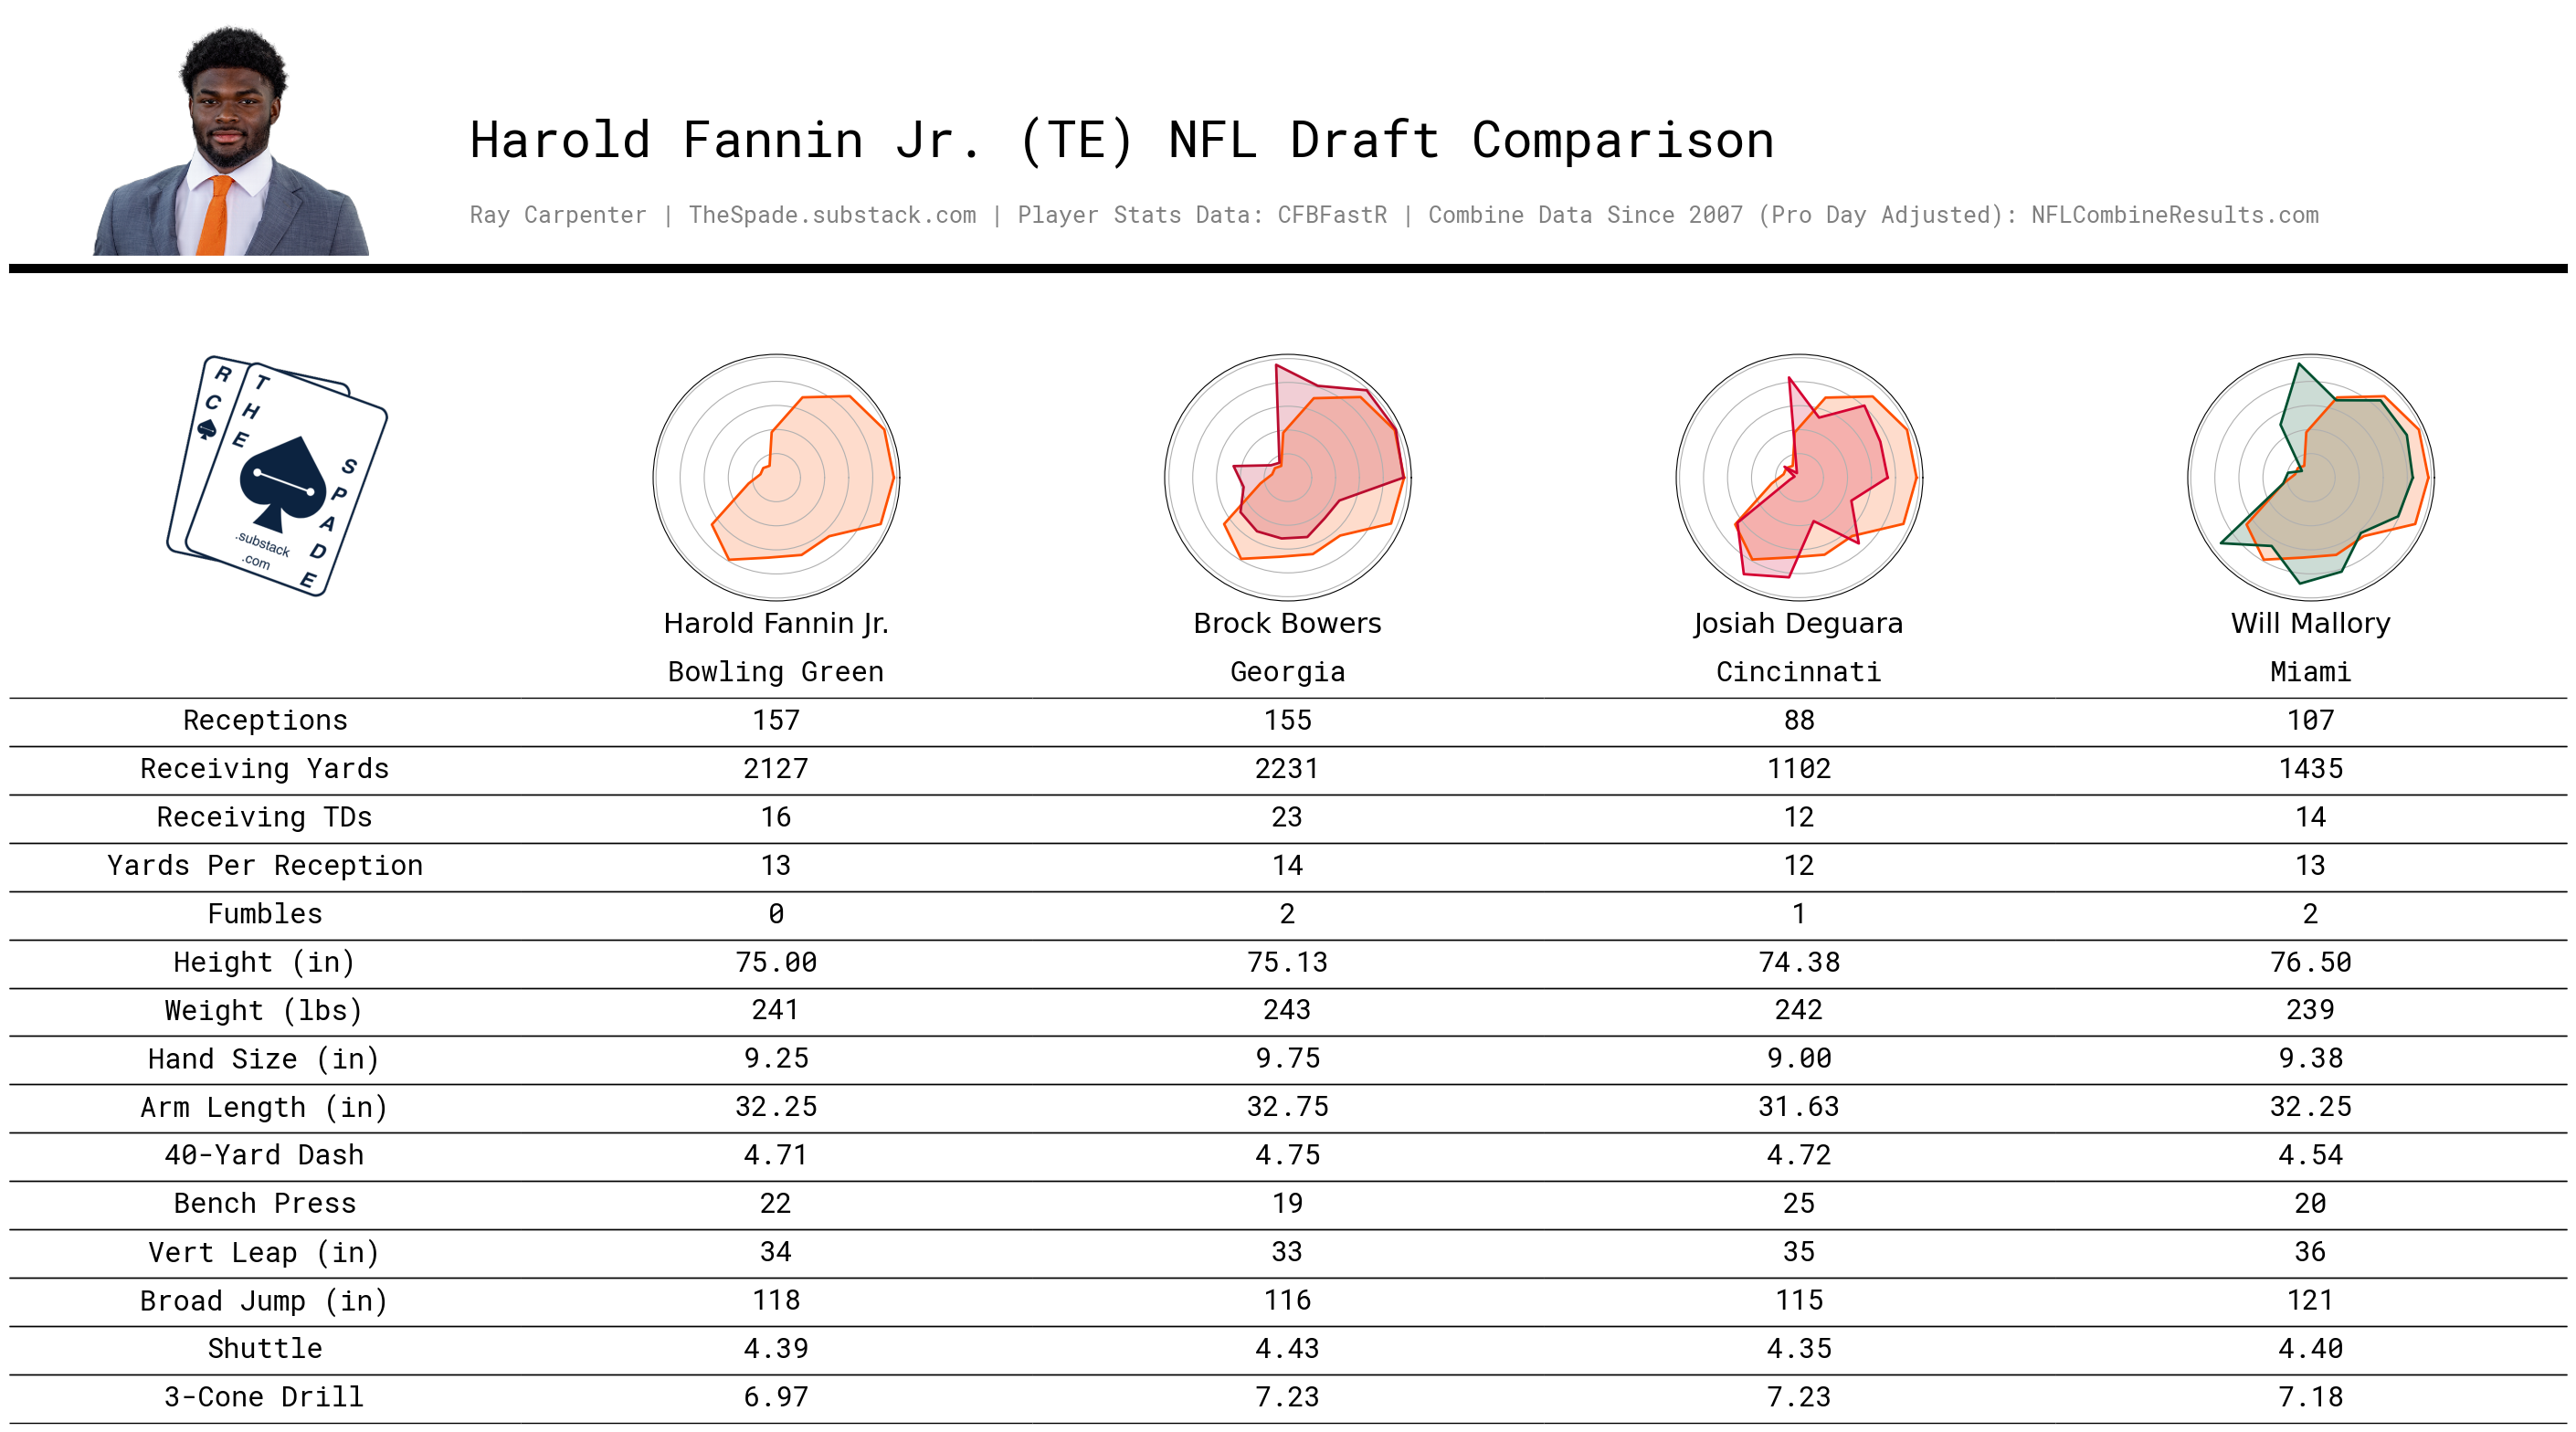 Harold Fannin Jr. (TE) NFL Draft Comparison
Ray Carpenter | TheSpade.substack.com | Player Stats Data: CFBFastR | Combine Data Since 2007 (Pro Day Adjusted): NFLCombineResults.com
RC
THE
SPADE
.substack
.com
Harold Fannin Jr. Brock Bowers Josiah Deguara Will Mallory
Bowling Green Georgia Cincinnati Miami
Receptions 157 155 88 107
Receiving Yards 2127 2231 1102 1435
Receiving TDs 16 23 12 14
Yards Per Reception 13 14 12 13
Fumbles 0 2 1 2
Height (in) 75.00 75.13 74.38 76.50
Weight (lbs) 241 243 242 239
Hand Size (in) 9.25 9.75 9.00 9.38
Arm Length (in) 32.25 32.75 31.63 32.25
40-Yard Dash 4.71 4.75 4.72 4.54
Bench Press 22 19 25 20
Vert Leap (in) 34 33 35 36
Broad Jump (in) 118 116 115 121
Shuttle 4.39 4.43 4.35 4.40
3-Cone Drill 6.97 7.23 7.23 7.18